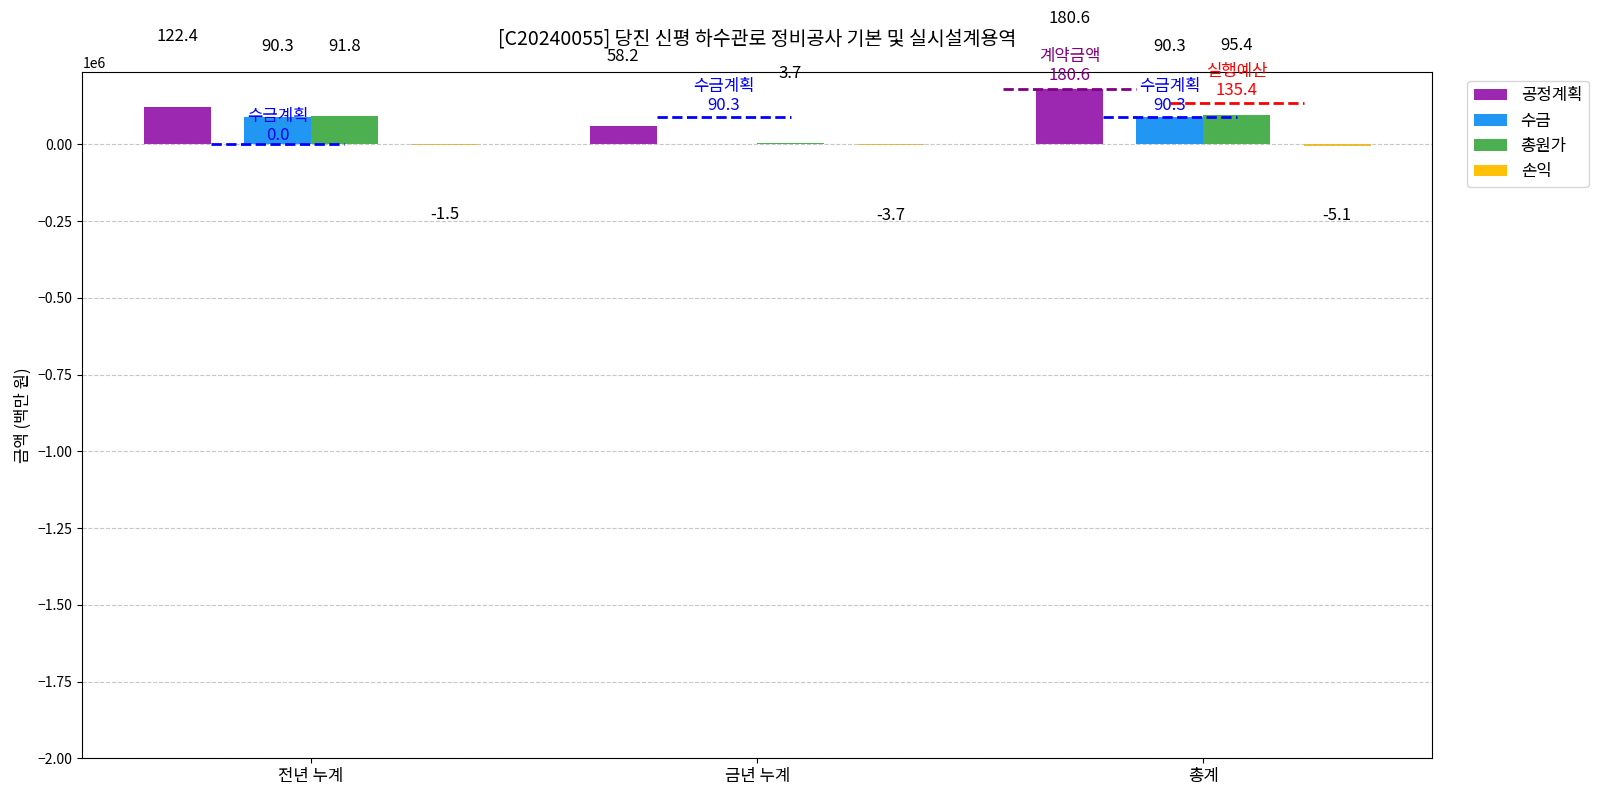 [C20240055] 당진 신평 하수관로 정비공사 기본 및 실시설계용역
1e6
금액 (백만 원)
0.00
−0.25
−0.50
−0.75
−1.00
−1.25
−1.50
−1.75
−2.00
122.4
90.3
91.8
수금계획
0.0
-1.5
58.2
수금계획
90.3
3.7
-3.7
180.6
계약금액
180.6
90.3
수금계획
90.3
95.4
실행예산
135.4
-5.1
전년 누계
금년 누계
총계
공정계획
수금
총원가
손익